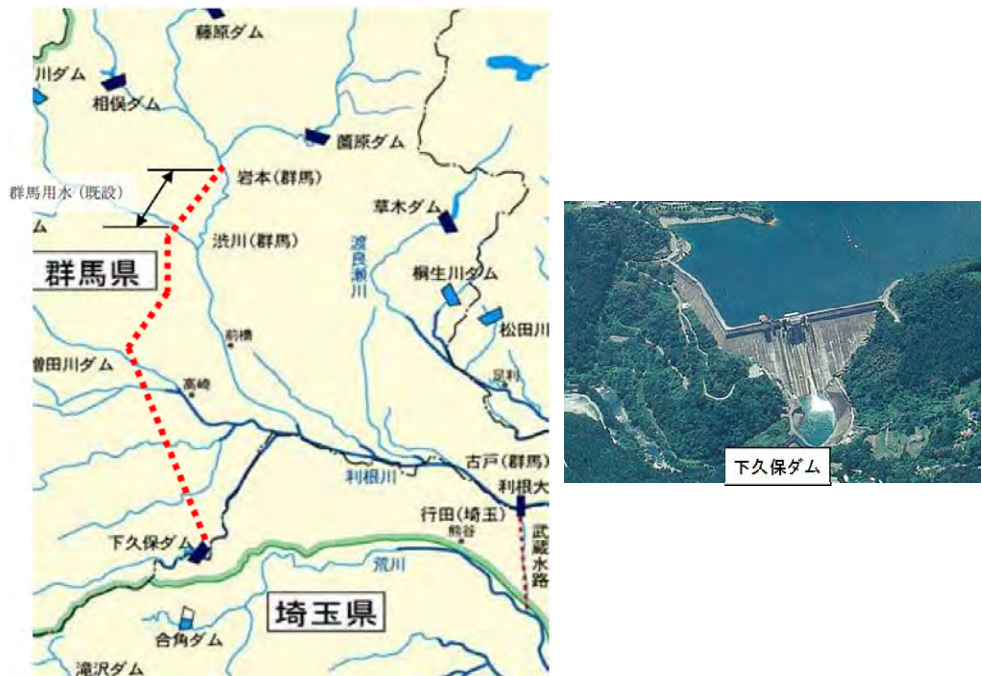 藤原ダム
川ダム
相俣ダム
薗原ダム
群馬用水(既設)
岩本(群馬)
草木ダム
ム
渋川(群馬)
渡良瀬川
群馬県
桐生川ダム
松田川
前橋
増田川ダム
高崎
足利
古戸(群馬)
利根川
利根大
行田(埼玉)
熊谷
武蔵水路
下久保ダム
荒川
埼玉県
合角ダム
滝沢ダム
下久保ダム